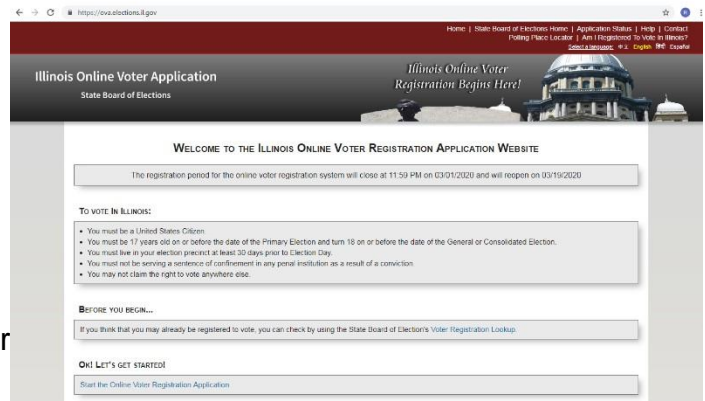 https://ova.elections.il.gov
Home | State Board of Elections Home | Application Status | Help | Contact
Polling Place Locator | Am I Registered To Vote In Illinois?
Select a language: 中文 English हिंदी Español
Illinois Online Voter Application
State Board of Elections
Illinois Online Voter
Registration Begins Here!
WELCOME TO THE ILLINOIS ONLINE VOTER REGISTRATION APPLICATION WEBSITE
The registration period for the online voter registration system will close at 11:59 PM on 03/01/2020 and will reopen on 03/19/2020
TO VOTE IN ILLINOIS:
• You must be a United States Citizen.
• You must be 17 years old on or before the date of the Primary Election and turn 18 on or before the date of the General or Consolidated Election.
• You must live in your election precinct at least 30 days prior to Election Day.
• You must not be serving a sentence of confinement in any penal institution as a result of a conviction.
• You may not claim the right to vote anywhere else.
BEFORE YOU BEGIN...
If you think that you may already be registered to vote, you can check by using the State Board of Election's Voter Registration Lookup.
r
OK! LET'S GET STARTED!
Start the Online Voter Registration Application